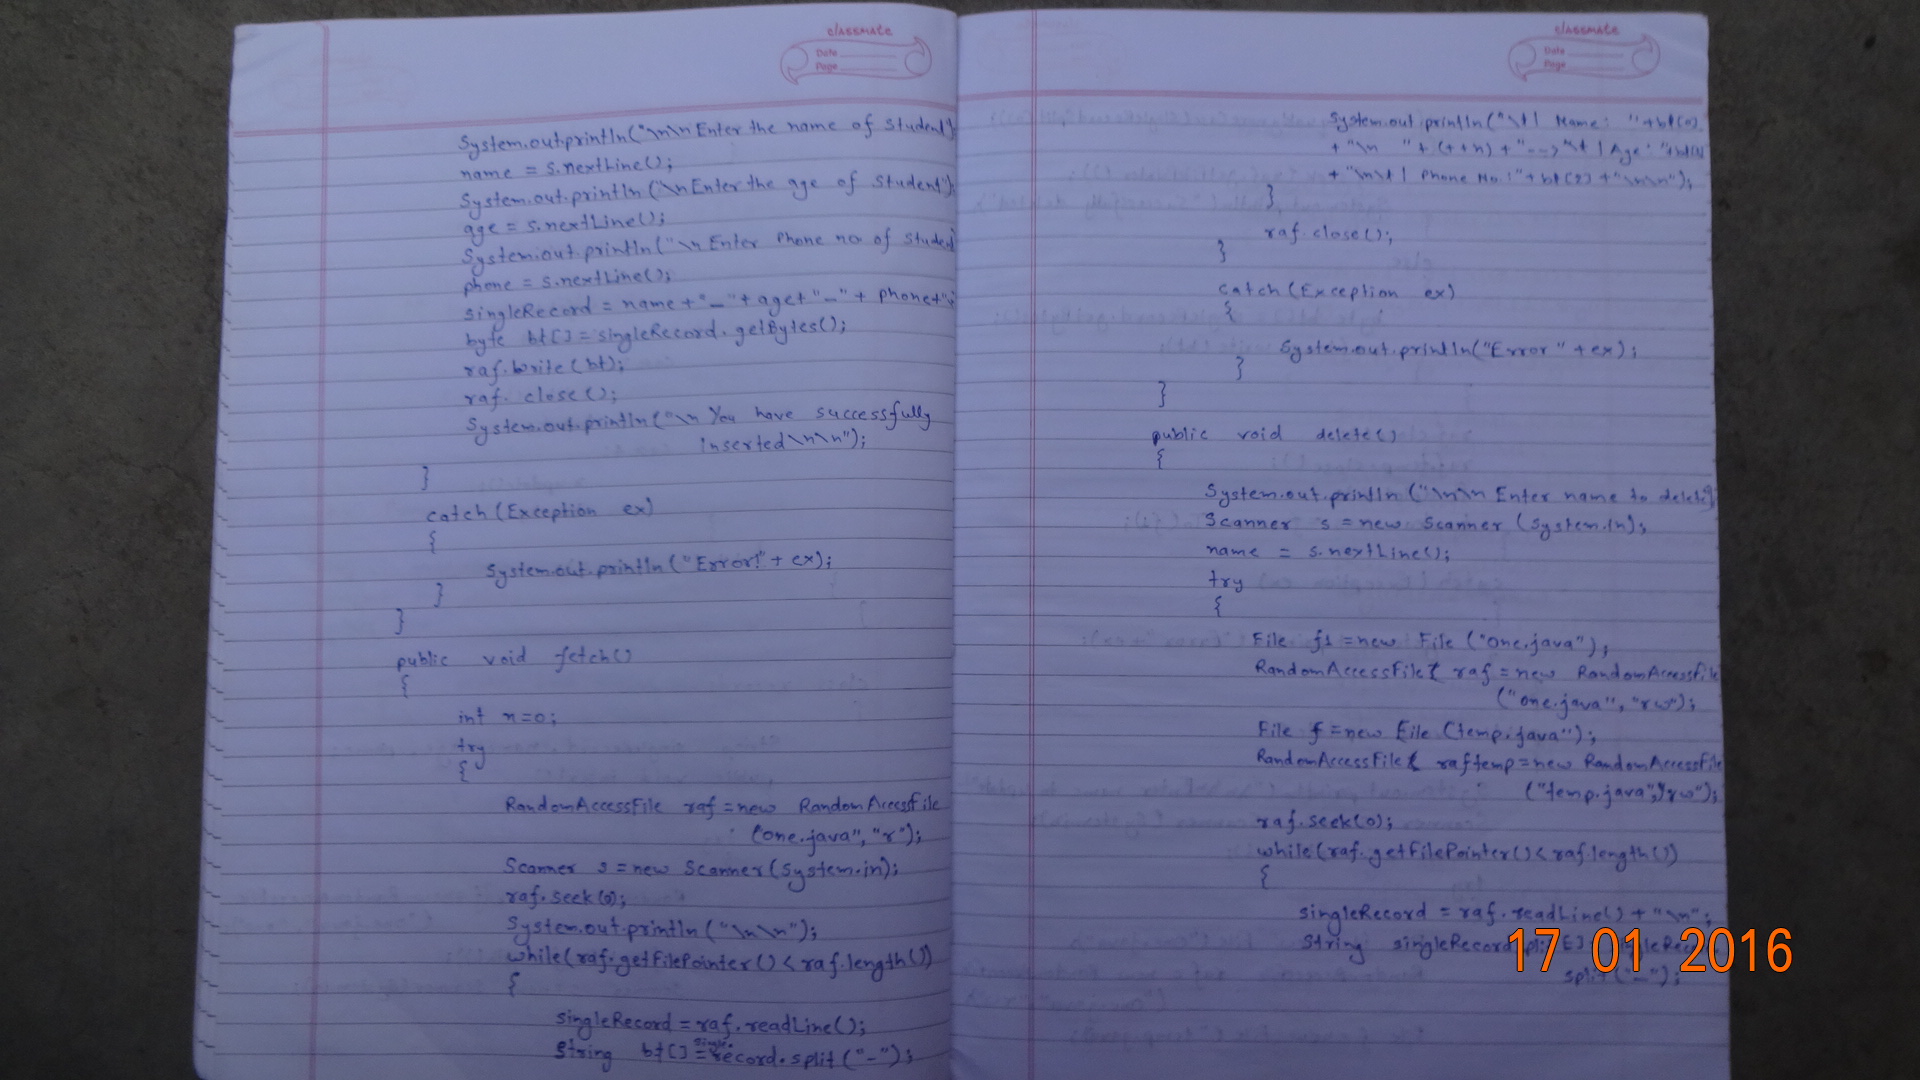 classmate
Date
Page
System.out.println("\n\n Enter the name of Student")
name = s.nextLine();
System.out.println("\n Enter the age of Student");
age = s.nextLine();
System.out.println("\n Enter Phone no. of Student
phone = s.nextLine();
singleRecord = name+"_"+age+"_"+ phone+"
byte bt[] = singleRecord.getBytes();
raf.write(bt);
raf. close();
System.out.println("\n You have successfully
inserted\n\n");
}
catch(Exception ex)
{
System.out.println("Error!"+ ex);
}
}
public void fetch()
{
int n=0;
try
{
RandomAccessFile raf = new RandomAccessFile
("one.java", "r");
Scanner s = new Scanner(System.in);
raf.seek(0);
System.out.println("\n\n");
while(raf.getFilePointer() < raf.length())
{
singleRecord = raf.readLine();
String bt[] = singleRecord.split("_");
classmate
Date
Page
System.out println("\t| Name: "+bt[0]
+ "\n "+(++n)+"--> \t | Age: "+bt[1]
+ "\n\t| Phone No.: "+bt[2]+"\n\n");
}
raf.close();
}
catch(Exception ex)
{
System.out.println("Error"+ex);
}
}
public void delete()
{
System.out.println("\n\n Enter name to delete");
Scanner s = new Scanner (System.in);
name = s.nextLine();
try
{
File f1 = new File ("One.java");
RandomAccessFile raf = new RandomAccessFile
("one.java", "rw");
File f = new File (temp.java");
RandomAccessFile raftemp = new RandomAccessFile
("temp.java", "rw");
raf.seek(0);
while(raf.getFilePointer() < raf.length())
{
singleRecord = raf.readLine() + "\n";
String
split("_");
17 01 2016